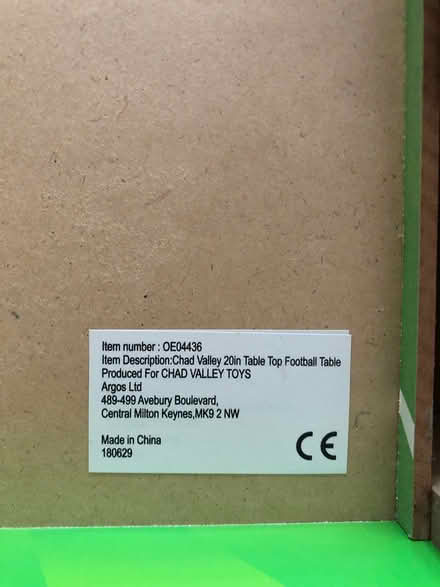 Item number : OE04436
Item Description:Chad Valley 20in Table Top Football Table
Produced For CHAD VALLEY TOYS
Argos Ltd
489-499 Avebury Boulevard,
Central Milton Keynes,MK9 2 NW
Made in China
180629
CE